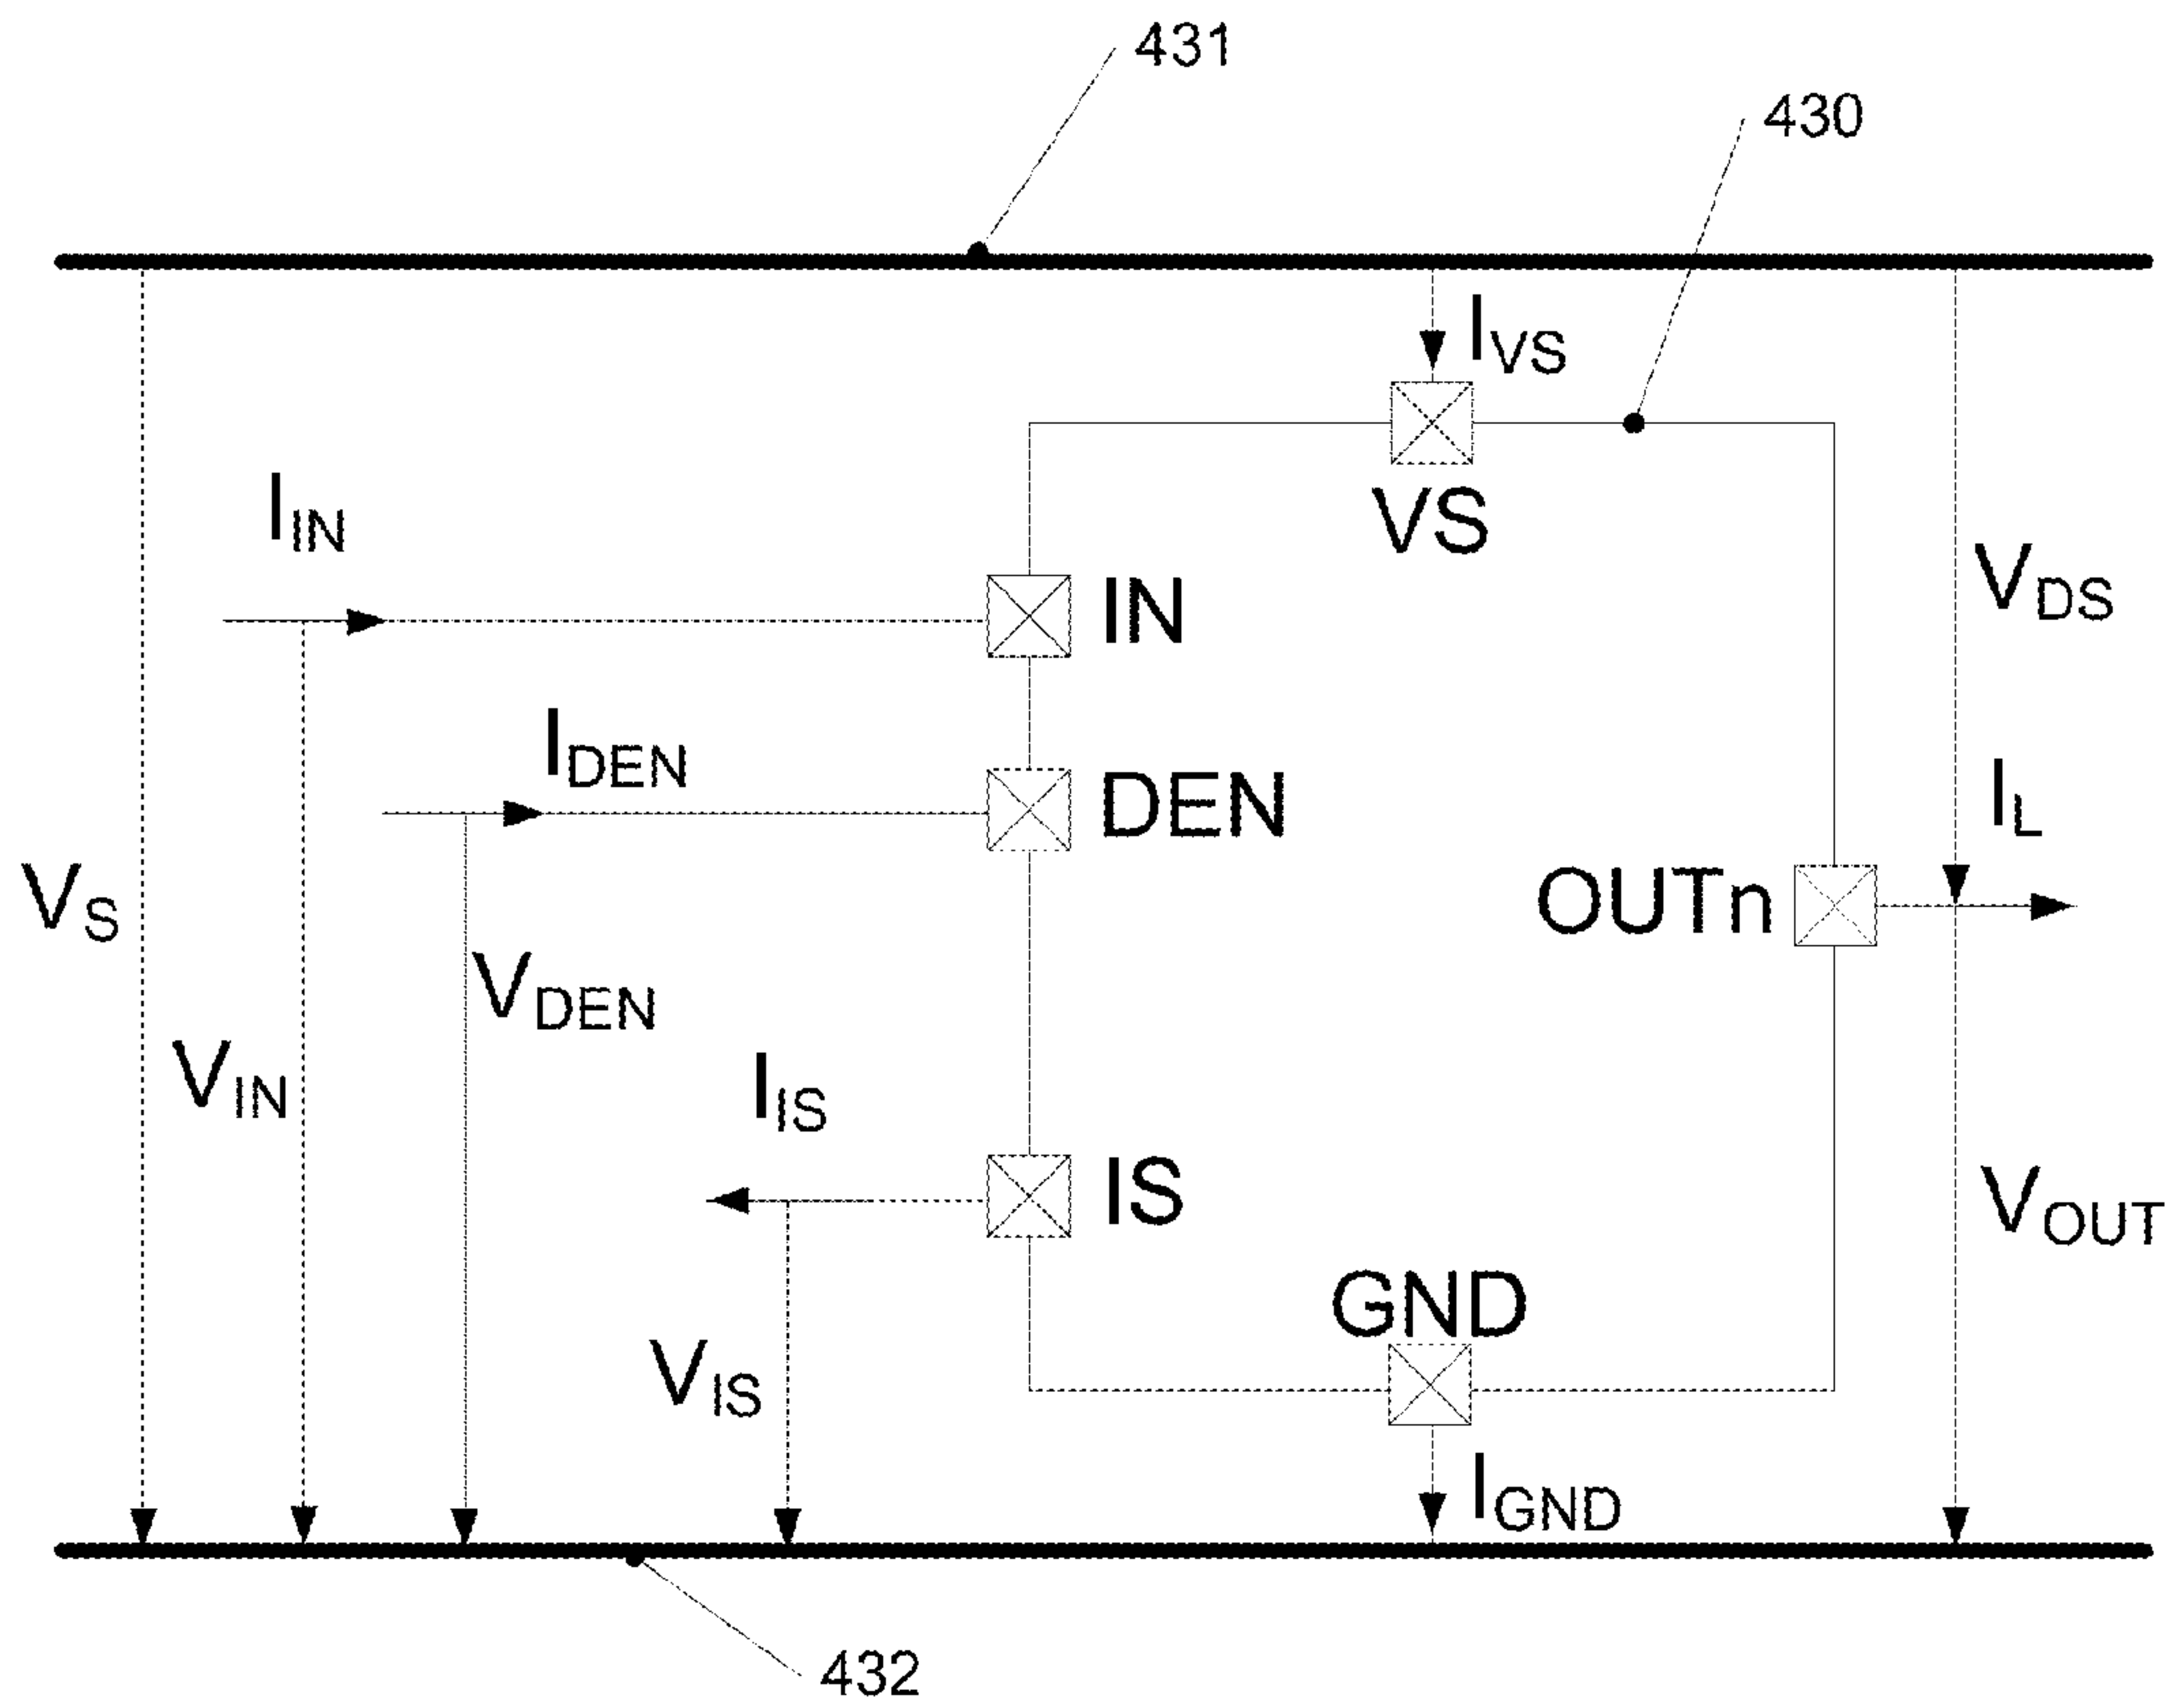 431
430
I_VS
VS
I_IN
IN
V_DS
I_DEN
DEN
I_L
V_S
OUTn
V_DEN
V_IN
I_IS
IS
V_OUT
GND
V_IS
I_GND
432